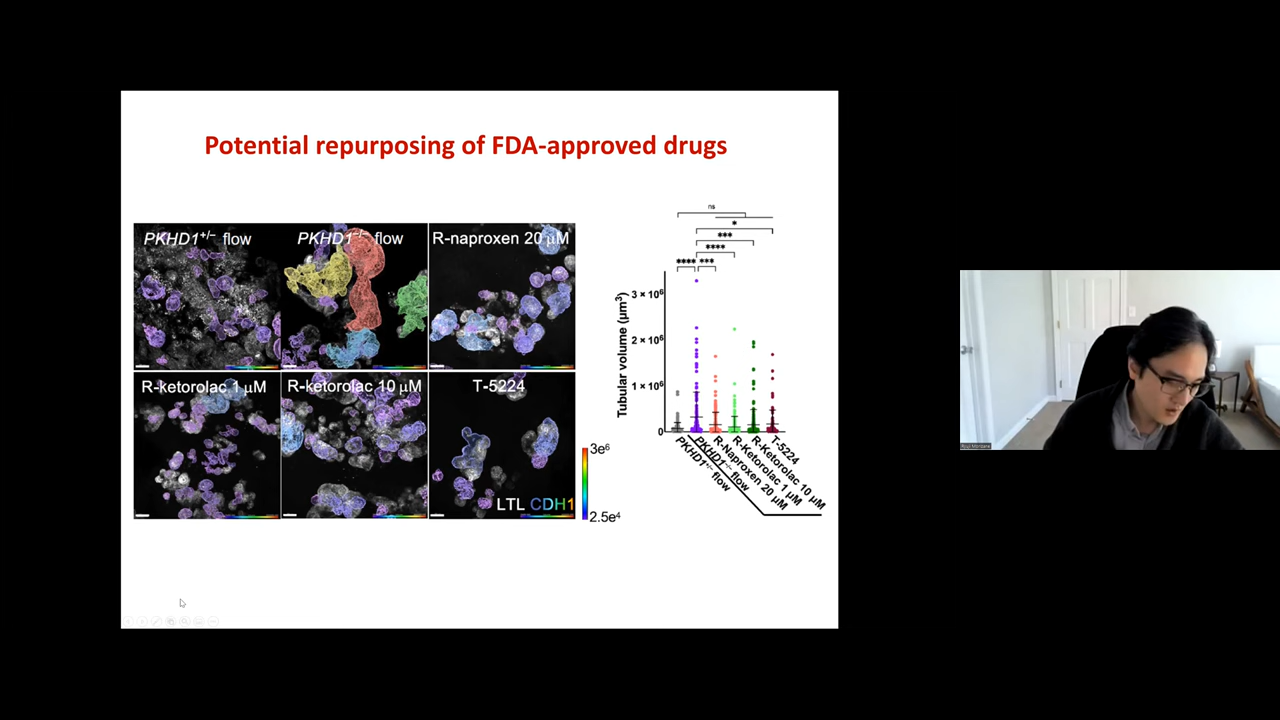 Potential repurposing of FDA-approved drugs
PKHD1+/− flow
PKHD1−/− flow
R-naproxen 20 μM
R-ketorolac 1 μM
R-ketorolac 10 μM
T-5224
LTL CDH1
3e⁶
2.5e⁴
ns
*
***
****
**** ***
Tubular volume (μm³)
3 × 10⁶
2 × 10⁶
1 × 10⁶
0
PKHD1+/− flow
PKHD1−/− flow
R-Naproxen 20 μM
R-Ketorolac 1 μM
R-Ketorolac 10 μM
T-5224